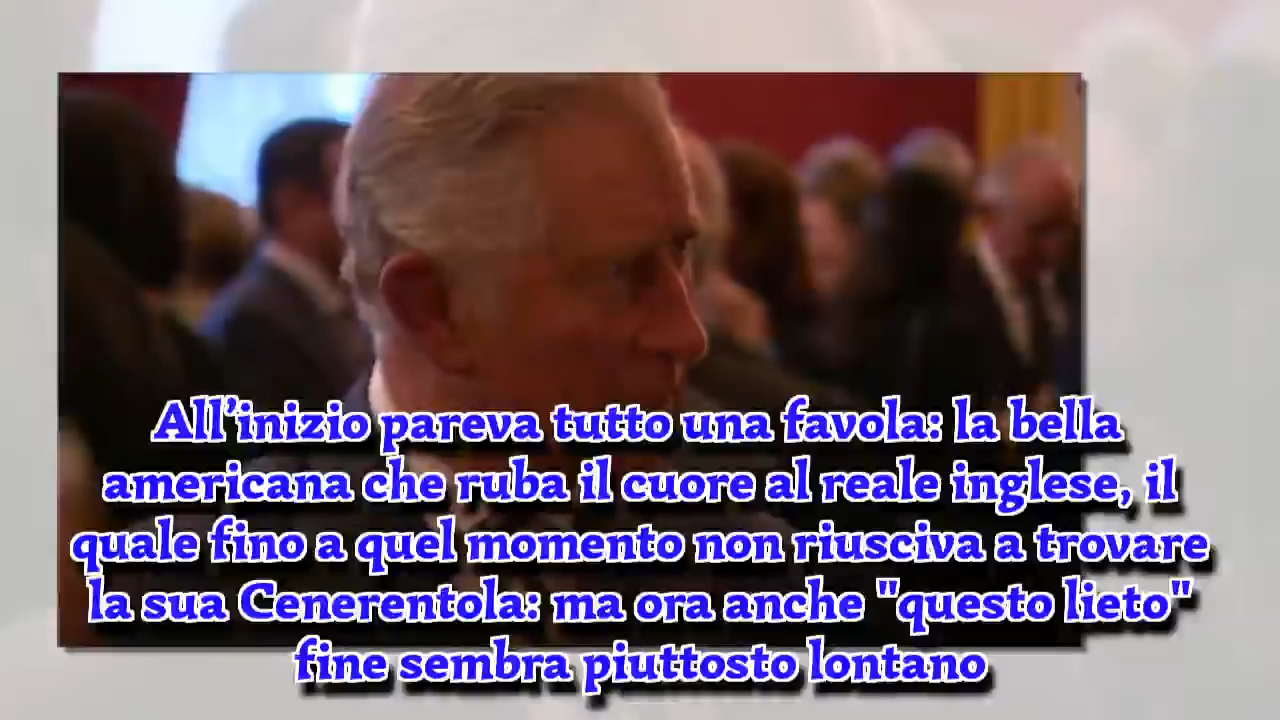 All'inizio pareva tutto una favola: la bella
americana che ruba il cuore al reale inglese, il
quale fino a quel momento non riusciva a trovare
la sua Cenerentola: ma ora anche "questo lieto"
fine sembra piuttosto lontano